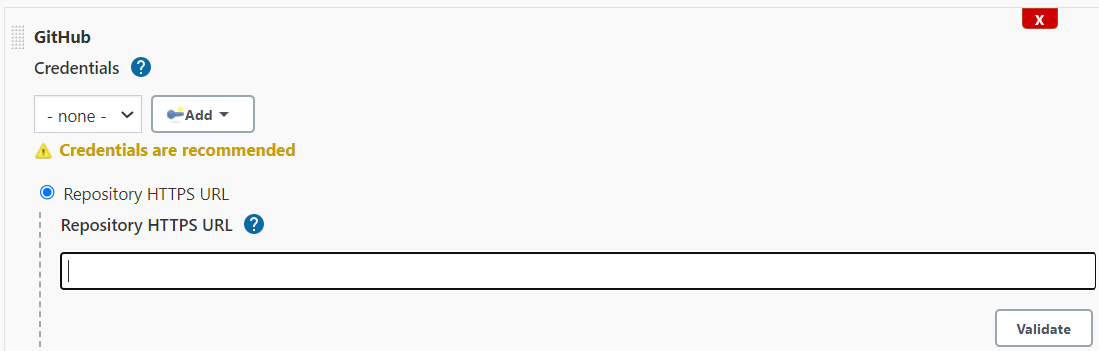 X
GitHub
Credentials ?
- none - Add
Credentials are recommended
Repository HTTPS URL
Repository HTTPS URL ?
Validate